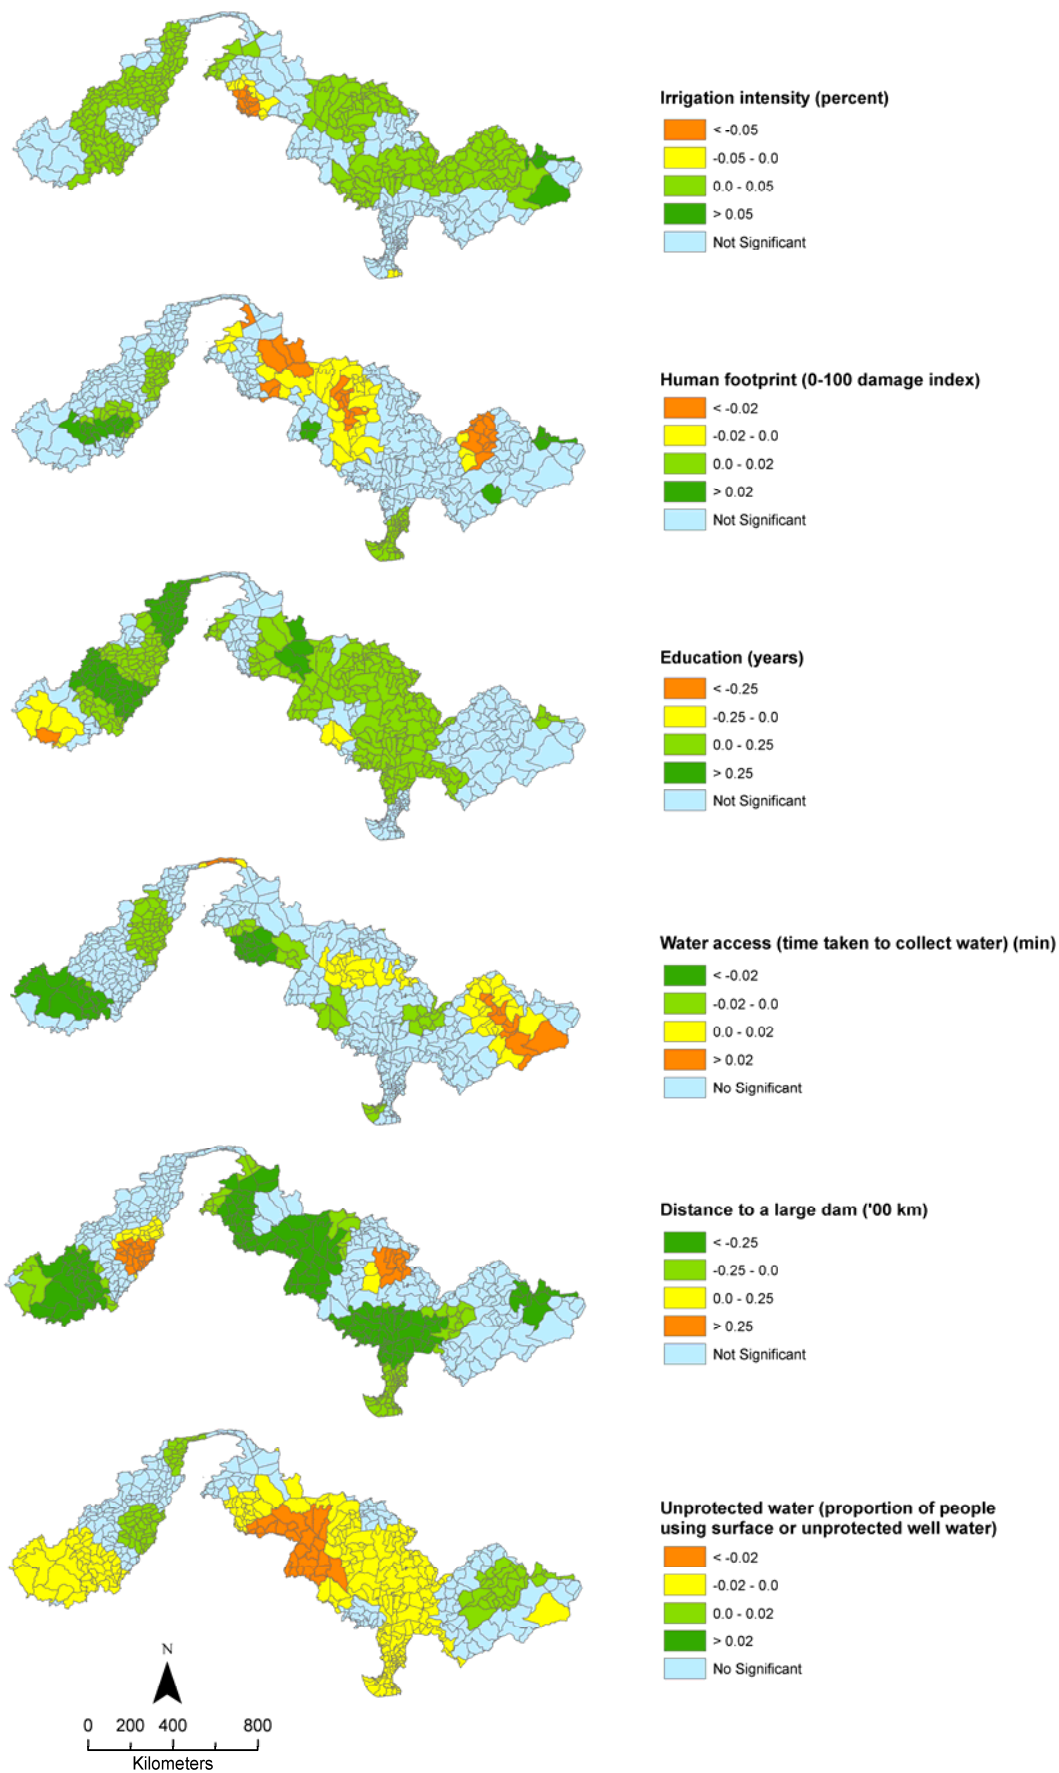 Irrigation intensity (percent)
< -0.05
-0.05 - 0.0
0.0 - 0.05
> 0.05
Not Significant
Human footprint (0-100 damage index)
< -0.02
-0.02 - 0.0
0.0 - 0.02
> 0.02
Not Significant
Education (years)
< -0.25
-0.25 - 0.0
0.0 - 0.25
> 0.25
Not Significant
Water access (time taken to collect water) (min)
< -0.02
-0.02 - 0.0
0.0 - 0.02
> 0.02
No Significant
Distance to a large dam ('00 km)
< -0.25
-0.25 - 0.0
0.0 - 0.25
> 0.25
Not Significant
Unprotected water (proportion of people
using surface or unprotected well water)
< -0.02
-0.02 - 0.0
0.0 - 0.02
> 0.02
No Significant
N
0 200 400 800
Kilometers